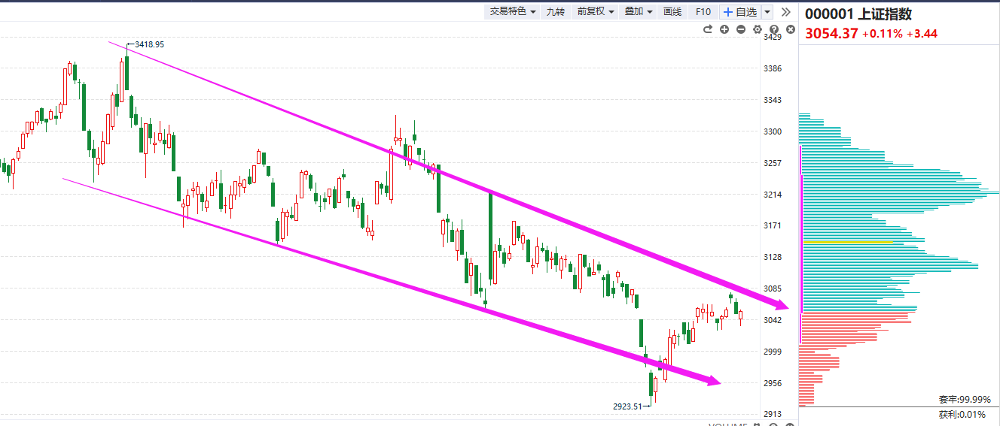 交易特色 九转 前复权 叠加 画线 F10 自选
000001 上证指数
3054.37 +0.11% +3.44
3418.95
2923.51
3429
3386
3343
3300
3257
3214
3171
3128
3085
3042
2999
2956
2913
套牢:99.99%
获利:0.01%
VOLUME